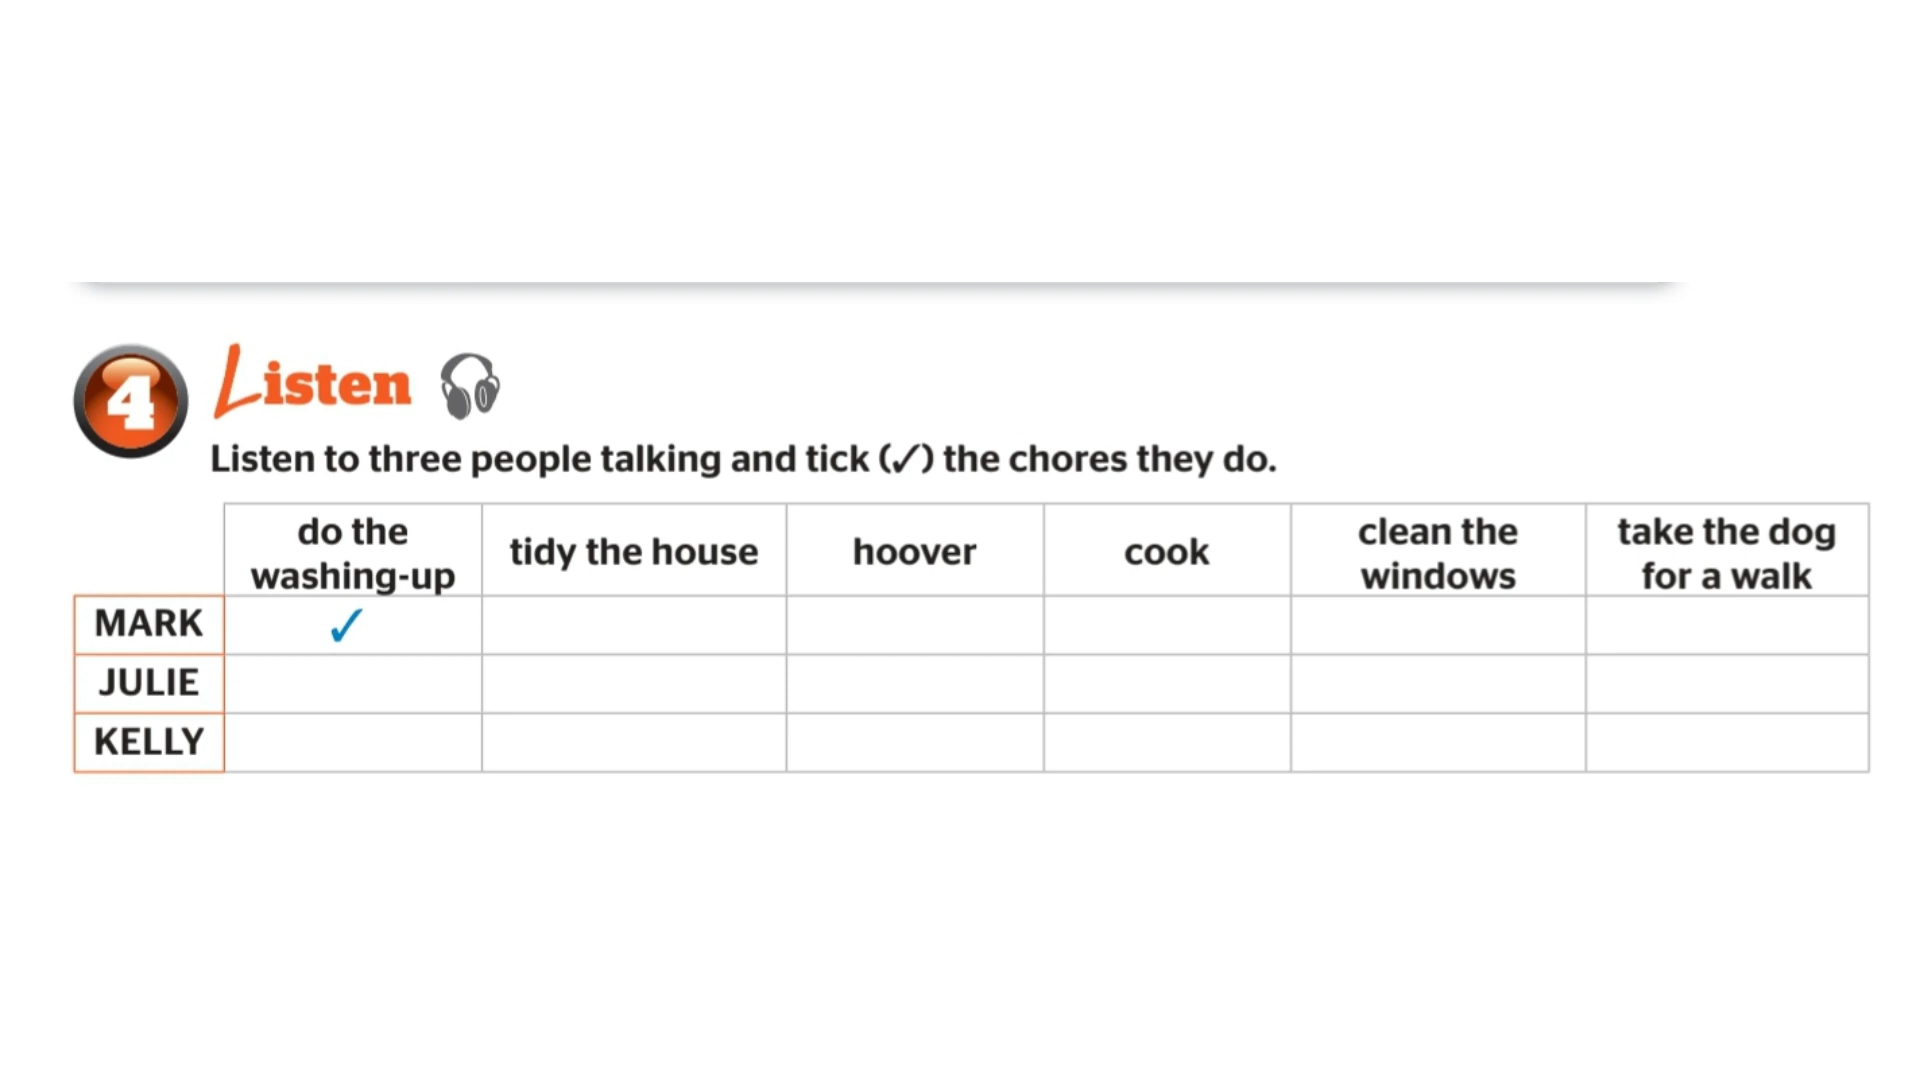 4 Listen
Listen to three people talking and tick (✓) the chores they do.
do the washing-up tidy the house hoover cook clean the windows take the dog for a walk
MARK ✓
JULIE
KELLY